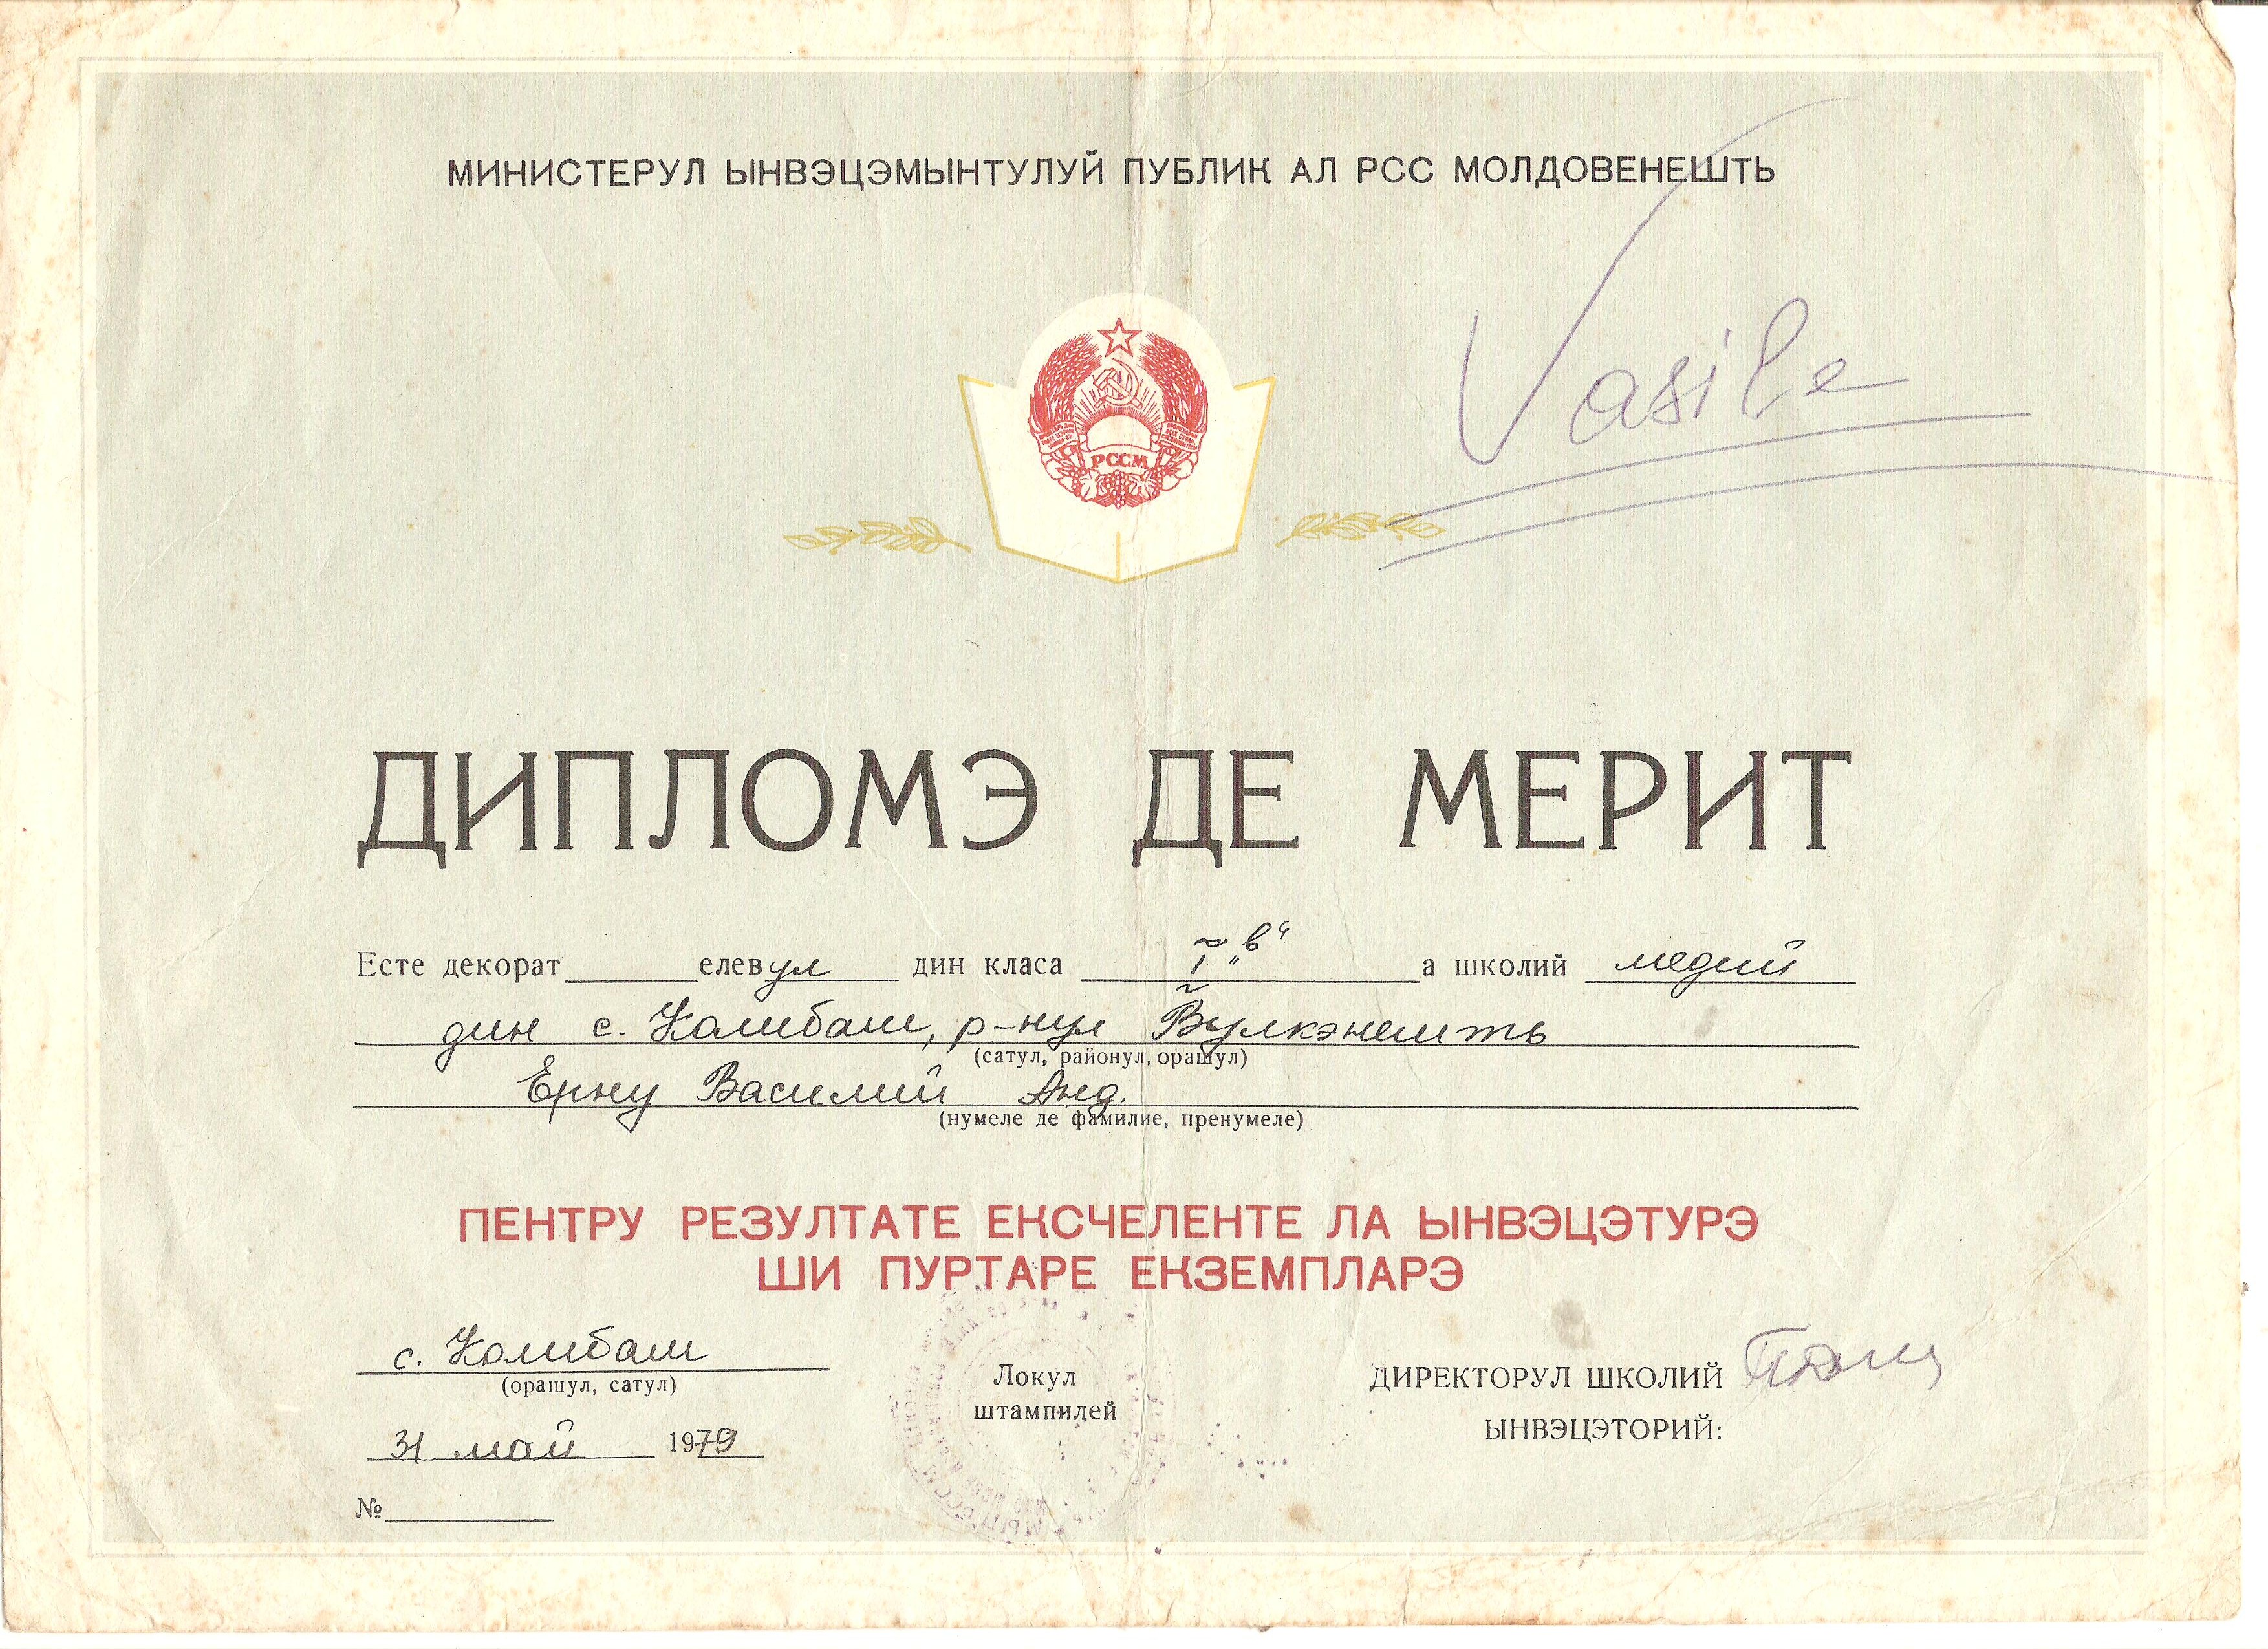 МИНИСТЕРУЛ ЫНВЭЦЭМЫНТУЛУЙ ПУБЛИК АЛ РСС МОЛДОВЕНЕШТЬ
Vasile
РССМ
ДИПЛОМЭ ДЕ МЕРИТ
Есте декорат елевул дин класа I „в“ а школий медий
дин с. Колибаш, р-нул Вулкэнешть
(сатул, районул, орашул)
Ерну Василий Анд.
(нумеле де фамилие, пренумеле)
ПЕНТРУ РЕЗУЛТАТЕ ЕКСЧЕЛЕНТЕ ЛА ЫНВЭЦЭТУРЭ
ШИ ПУРТАРЕ ЕКЗЕМПЛАРЭ
с. Колибаш
(орашул, сатул)
31 май 1979
№
Локул
штампилей
ДИРЕКТОРУЛ ШКОЛИЙ
ЫНВЭЦЭТОРИЙ: